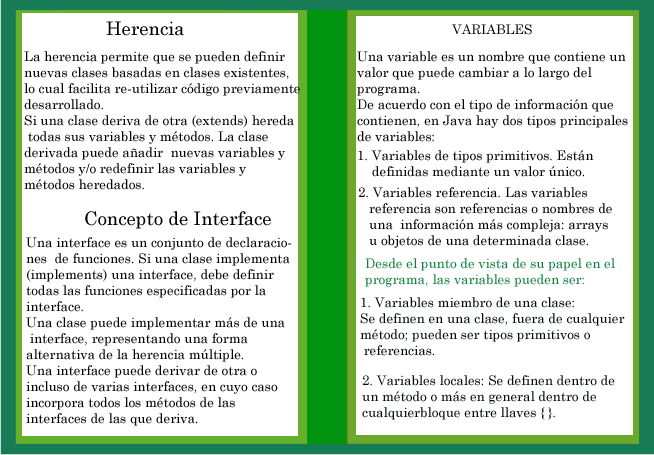 Herencia
La herencia permite que se pueden definir
nuevas clases basadas en clases existentes,
lo cual facilita re-utilizar código previamente
desarrollado.
Si una clase deriva de otra (extends) hereda
todas sus variables y métodos. La clase
derivada puede añadir nuevas variables y
métodos y/o redefinir las variables y
métodos heredados.
Concepto de Interface
Una interface es un conjunto de declaracio-
nes de funciones. Si una clase implementa
(implements) una interface, debe definir
todas las funciones especificadas por la
interface.
Una clase puede implementar más de una
interface, representando una forma
alternativa de la herencia múltiple.
Una interface puede derivar de otra o
incluso de varias interfaces, en cuyo caso
incorpora todos los métodos de las
interfaces de las que deriva.
VARIABLES
Una variable es un nombre que contiene un
valor que puede cambiar a lo largo del
programa.
De acuerdo con el tipo de información que
contienen, en Java hay dos tipos principales
de variables:
1. Variables de tipos primitivos. Están
definidas mediante un valor único.
2. Variables referencia. Las variables
referencia son referencias o nombres de
una información más compleja: arrays
u objetos de una determinada clase.
Desde el punto de vista de su papel en el
programa, las variables pueden ser:
1. Variables miembro de una clase:
Se definen en una clase, fuera de cualquier
método; pueden ser tipos primitivos o
referencias.
2. Variables locales: Se definen dentro de
un método o más en general dentro de
cualquierbloque entre llaves {}.